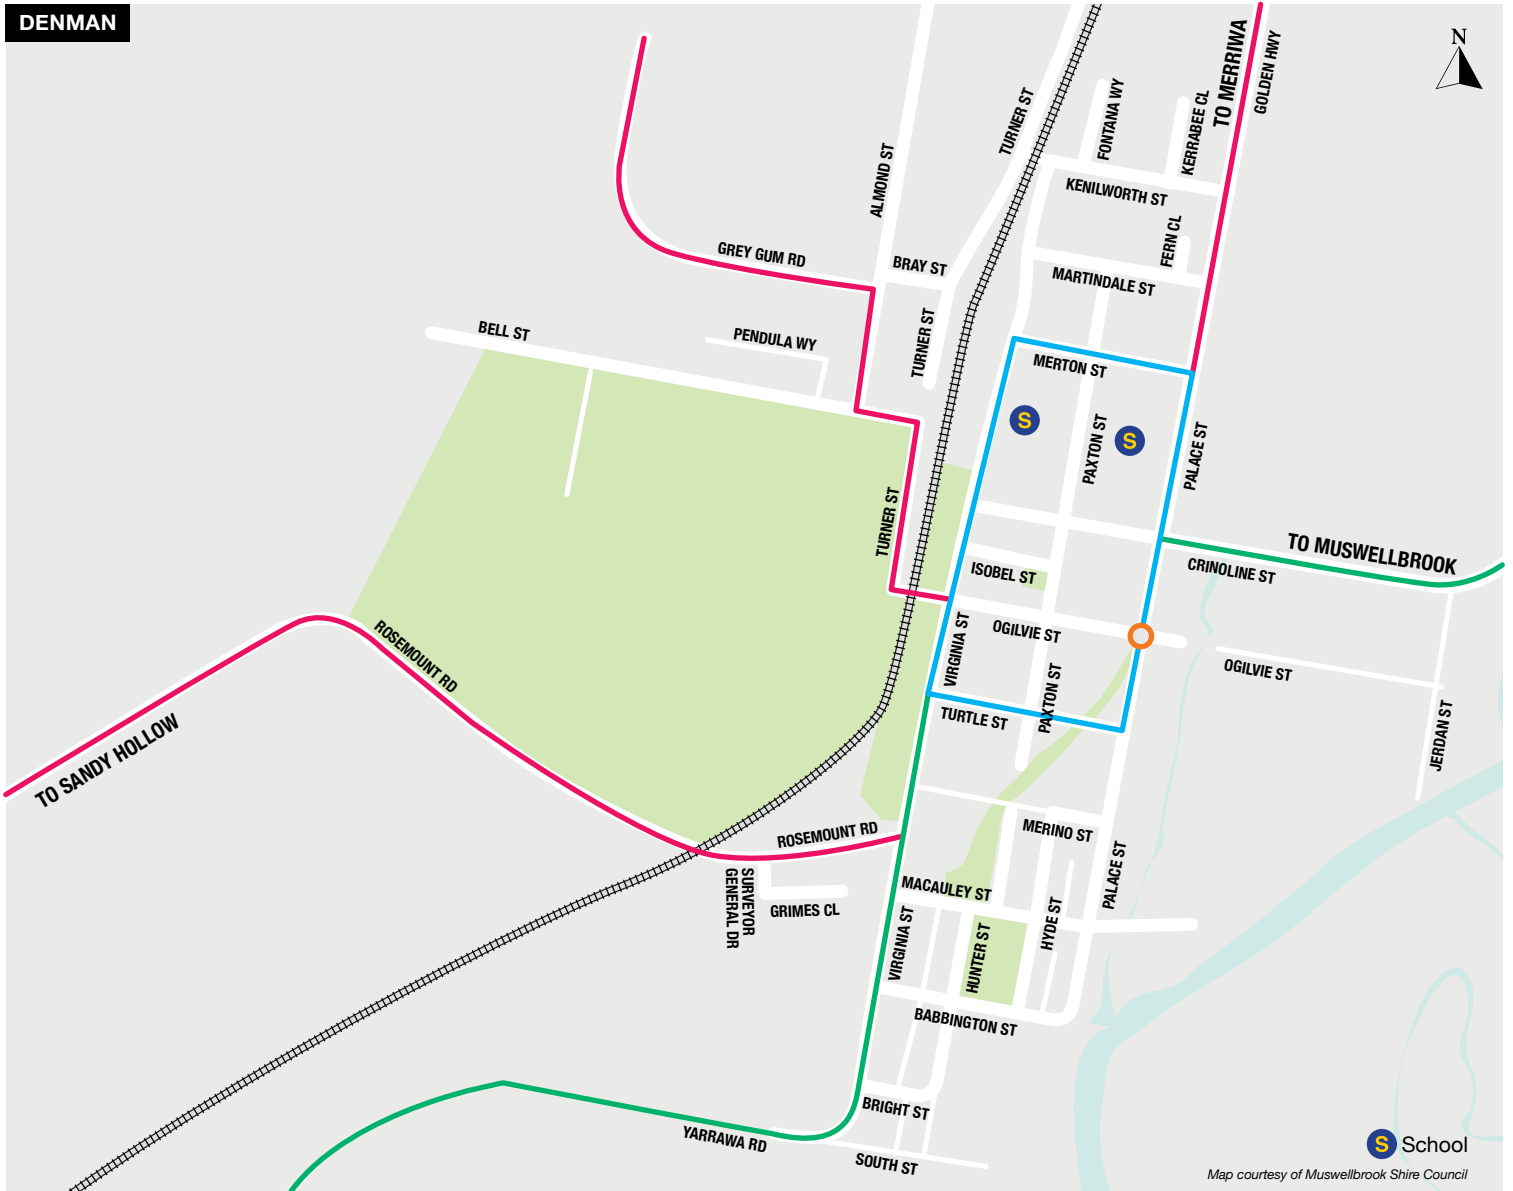 DENMAN
N
TO MERRIWA
GOLDEN HWY
TURNER ST
FONTANA WY
KERRABEE CL
ALMOND ST
KENILWORTH ST
FERN CL
GREY GUM RD
BRAY ST
MARTINDALE ST
BELL ST
PENDULA WY
TURNER ST
MERTON ST
S
S
PAXTON ST
PALACE ST
TURNER ST
TO MUSWELLBROOK
ISOBEL ST
CRINOLINE ST
OGILVIE ST
VIRGINIA ST
ROSEMOUNT RD
OGILVIE ST
PAXTON ST
TURTLE ST
JERDAN ST
TO SANDY HOLLOW
ROSEMOUNT RD
MERINO ST
PALACE ST
SURVEYOR
GENERAL DR
GRIMES CL
MACAULEY ST
VIRGINIA ST
HUNTER ST
HYDE ST
BABBINGTON ST
BRIGHT ST
YARRAWA RD
SOUTH ST
S School
Map courtesy of Muswellbrook Shire Council